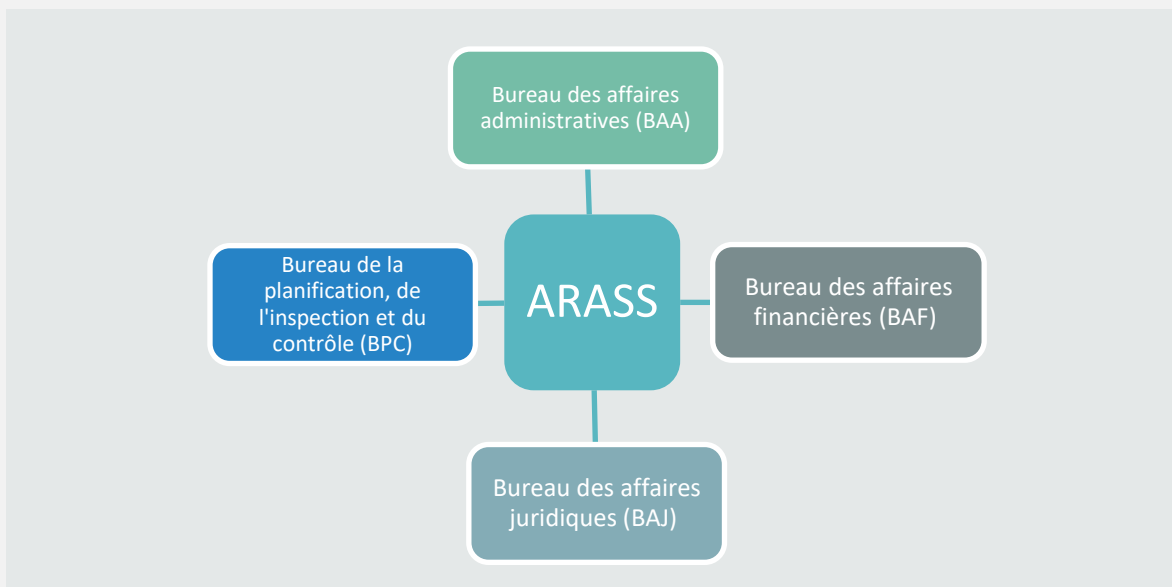 Bureau des affaires
administratives (BAA)
Bureau de la
planification, de
l'inspection et du
contrôle (BPC)
ARASS
Bureau des affaires
financières (BAF)
Bureau des affaires
juridiques (BAJ)